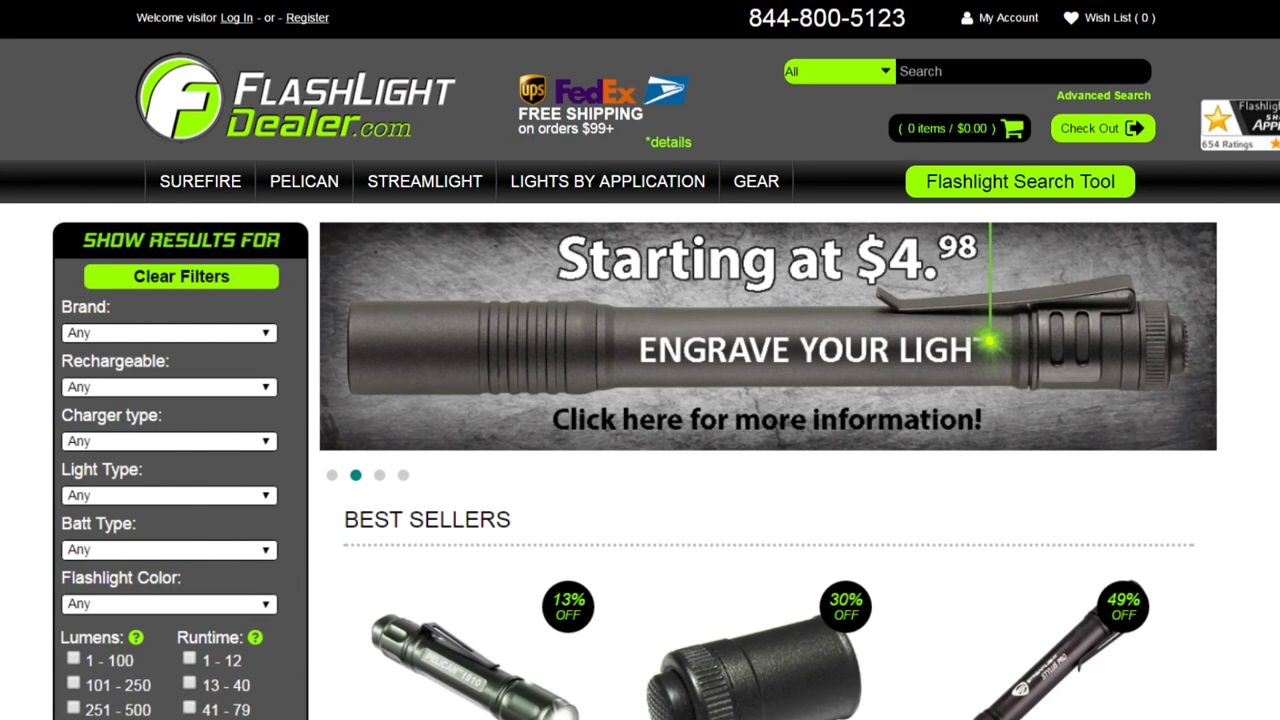 Welcome visitor Log In - or - Register
844-800-5123
My Account
Wish List ( 0 )
FLASHLIGHT
Dealer.com
ups FedEx
FREE SHIPPING
on orders $99+
*details
All
Search
Advanced Search
( 0 items / $0.00 )
Check Out
654 Ratings
SUREFIRE
PELICAN
STREAMLIGHT
LIGHTS BY APPLICATION
GEAR
Flashlight Search Tool
SHOW RESULTS FOR
Clear Filters
Brand:
Any
Rechargeable:
Any
Charger type:
Any
Light Type:
Any
Batt Type:
Any
Flashlight Color:
Any
Lumens: ?
Runtime: ?
1 - 100
1 - 12
101 - 250
13 - 40
251 - 500
41 - 79
Starting at $4.98
ENGRAVE YOUR LIGH
Click here for more information!
BEST SELLERS
13%
OFF
30%
OFF
49%
OFF
PELICAN 1910
STYLUS PRO